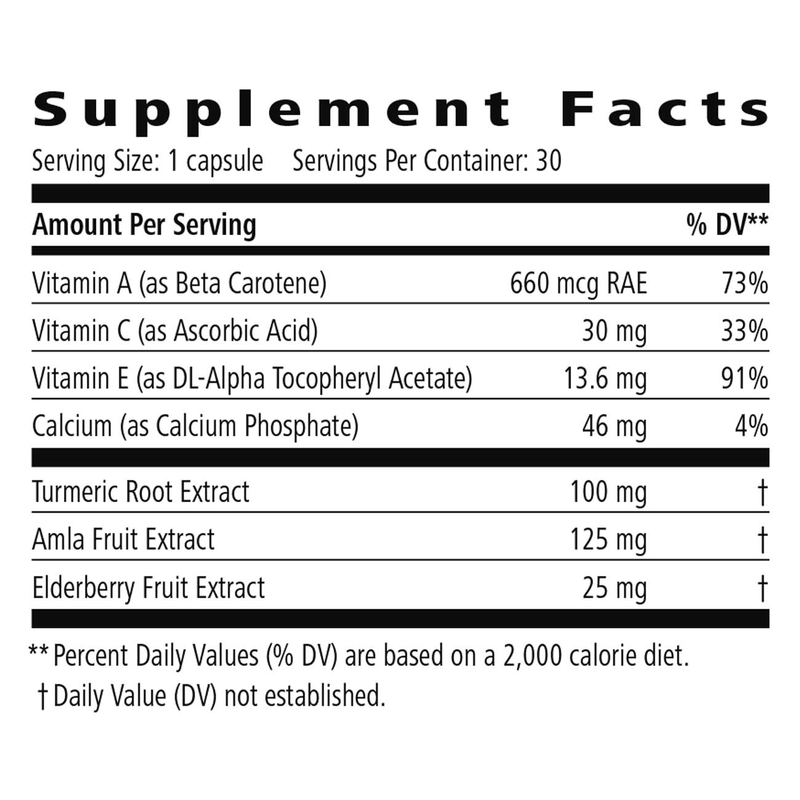 Supplement Facts
Serving Size: 1 capsule Servings Per Container: 30
Amount Per Serving % DV**
Vitamin A (as Beta Carotene) 660 mcg RAE 73%
Vitamin C (as Ascorbic Acid) 30 mg 33%
Vitamin E (as DL-Alpha Tocopheryl Acetate) 13.6 mg 91%
Calcium (as Calcium Phosphate) 46 mg 4%
Turmeric Root Extract 100 mg †
Amla Fruit Extract 125 mg †
Elderberry Fruit Extract 25 mg †
** Percent Daily Values (% DV) are based on a 2,000 calorie diet.
† Daily Value (DV) not established.